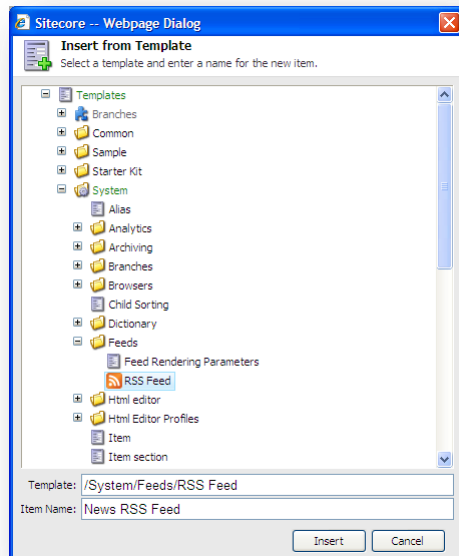 Sitecore -- Webpage Dialog
Insert from Template
Select a template and enter a name for the new item.
Templates
Branches
Common
Sample
Starter Kit
System
Alias
Analytics
Archiving
Branches
Browsers
Child Sorting
Dictionary
Feeds
Feed Rendering Parameters
RSS Feed
Html editor
Html Editor Profiles
Item
Item section
Template: /System/Feeds/RSS Feed
Item Name: News RSS Feed
Insert Cancel